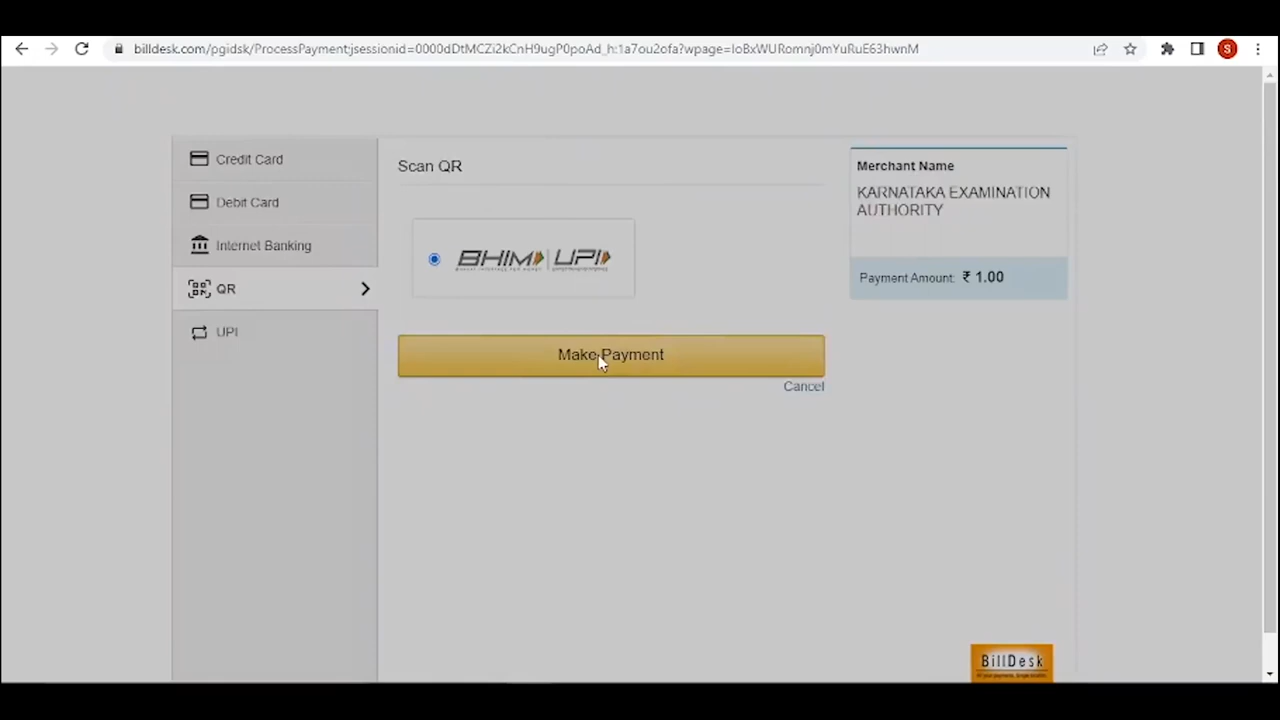 billdesk.com/pgidsk/ProcessPayment;jsessionid=0000dDtMCZi2kCnH9ugP0poAd_h:1a7ou2ofa?wpage=IoBxWURomnj0mYuRuE63hwnM
S
Credit Card
Debit Card
Internet Banking
QR
UPI
Scan QR
BHIM UPI
Make Payment
Cancel
Merchant Name
KARNATAKA EXAMINATION
AUTHORITY
Payment Amount: ₹ 1.00
BillDesk